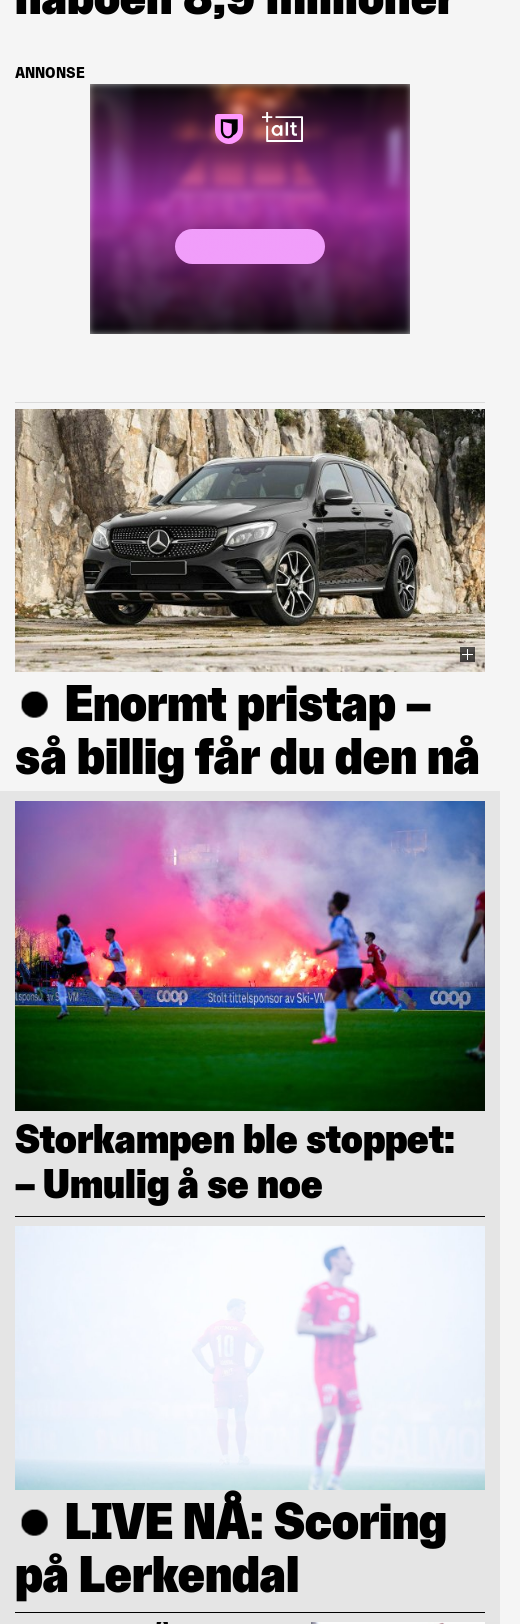 naboen 8,9 millioner
ANNONSE
+alt
Enormt pristap –
så billig får du den nå
coop
Stolt tittelsponsor av Ski-VM
coop
Storkampen ble stoppet:
– Umulig å se noe
10
LIVE NÅ: Scoring
på Lerkendal